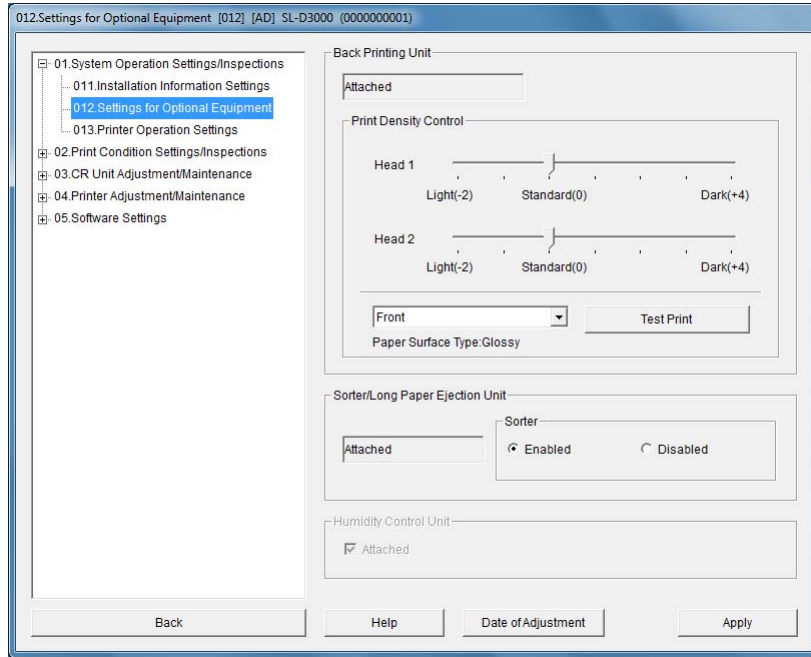 012.Settings for Optional Equipment [012] [AD] SL-D3000 (0000000001)
01.System Operation Settings/Inspections
011.Installation Information Settings
012.Settings for Optional Equipment
013.Printer Operation Settings
02.Print Condition Settings/Inspections
03.CR Unit Adjustment/Maintenance
04.Printer Adjustment/Maintenance
05.Software Settings
Back Printing Unit
Attached
Print Density Control
Head 1
Light(-2) Standard(0) Dark(+4)
Head 2
Light(-2) Standard(0) Dark(+4)
Front Test Print
Paper Surface Type:Glossy
Sorter/Long Paper Ejection Unit
Sorter
Attached Enabled Disabled
Humidity Control Unit
Attached
Back Help Date of Adjustment Apply